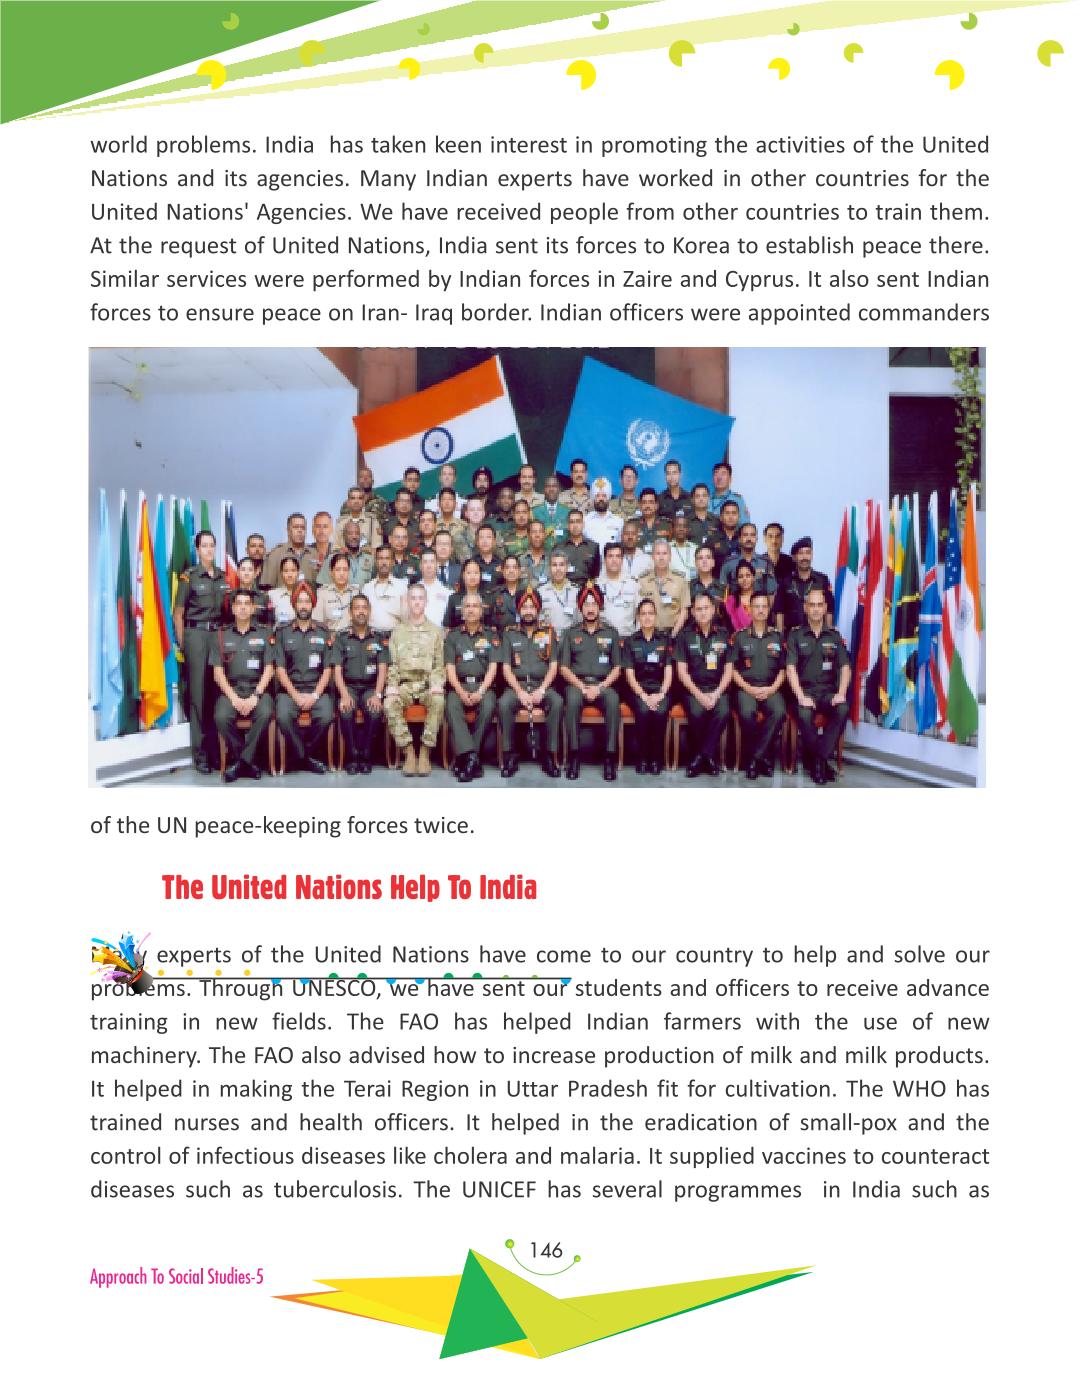 world problems. India has taken keen interest in promoting the activities of the United
Nations and its agencies. Many Indian experts have worked in other countries for the
United Nations' Agencies. We have received people from other countries to train them.
At the request of United Nations, India sent its forces to Korea to establish peace there.
Similar services were performed by Indian forces in Zaire and Cyprus. It also sent Indian
forces to ensure peace on Iran- Iraq border. Indian officers were appointed commanders
of the UN peace-keeping forces twice.
The United Nations Help To India
experts of the United Nations have come to our country to help and solve our
problems. Through UNESCO, we have sent our students and officers to receive advance
training in new fields. The FAO has helped Indian farmers with the use of new
machinery. The FAO also advised how to increase production of milk and milk products.
It helped in making the Terai Region in Uttar Pradesh fit for cultivation. The WHO has
trained nurses and health officers. It helped in the eradication of small-pox and the
control of infectious diseases like cholera and malaria. It supplied vaccines to counteract
diseases such as tuberculosis. The UNICEF has several programmes in India such as
146
Approach To Social Studies-5